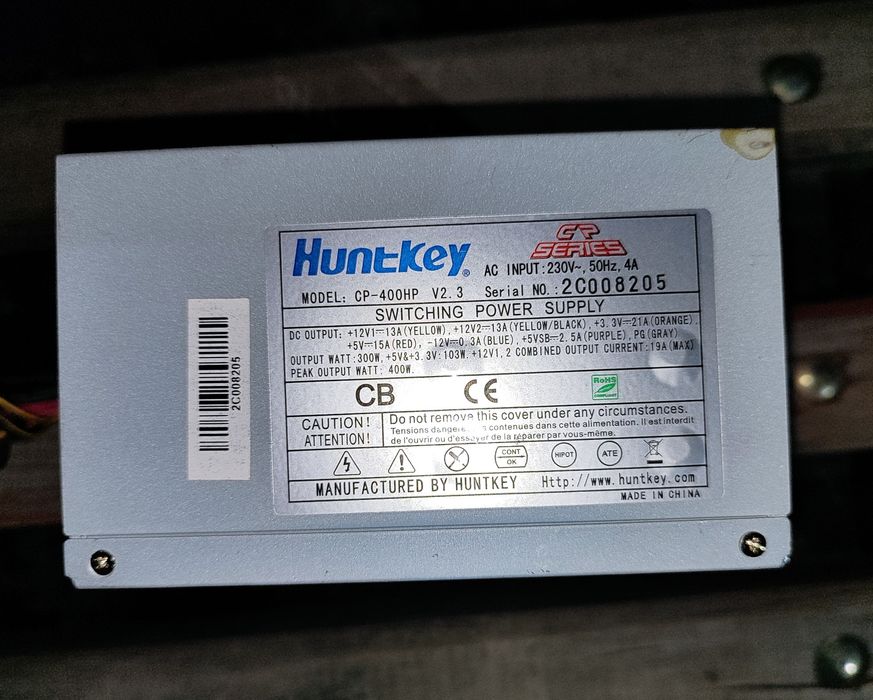 Huntkey®
CP
SERIES
AC INPUT:230V~, 50Hz, 4A
MODEL: CP-400HP V2.3 Serial NO.:2C008205
SWITCHING POWER SUPPLY
DC OUTPUT: +12V1⎓13A(YELLOW), +12V2⎓13A(YELLOW/BLACK), +3.3V⎓21A(ORANGE),
+5V⎓15A(RED), -12V⎓0.3A(BLUE), +5VSB⎓2.5A(PURPLE), PG(GRAY)
OUTPUT WATT:300W, +5V&+3.3V:103W, +12V1,2 COMBINED OUTPUT CURRENT:19A(MAX)
PEAK OUTPUT WATT: 400W.
CB CE
RoHS
COMPLIANT
CAUTION!
ATTENTION!
Do not remove this cover under any circumstances.
Tensions contenues dans cette alimentation. Il est interdit
de l'ouvrir ou d'essayer de la réparer par vous-même.
CONT
OK
HIPOT
ATE
MANUFACTURED BY HUNTKEY Http://www.huntkey.com
MADE IN CHINA
2C008205